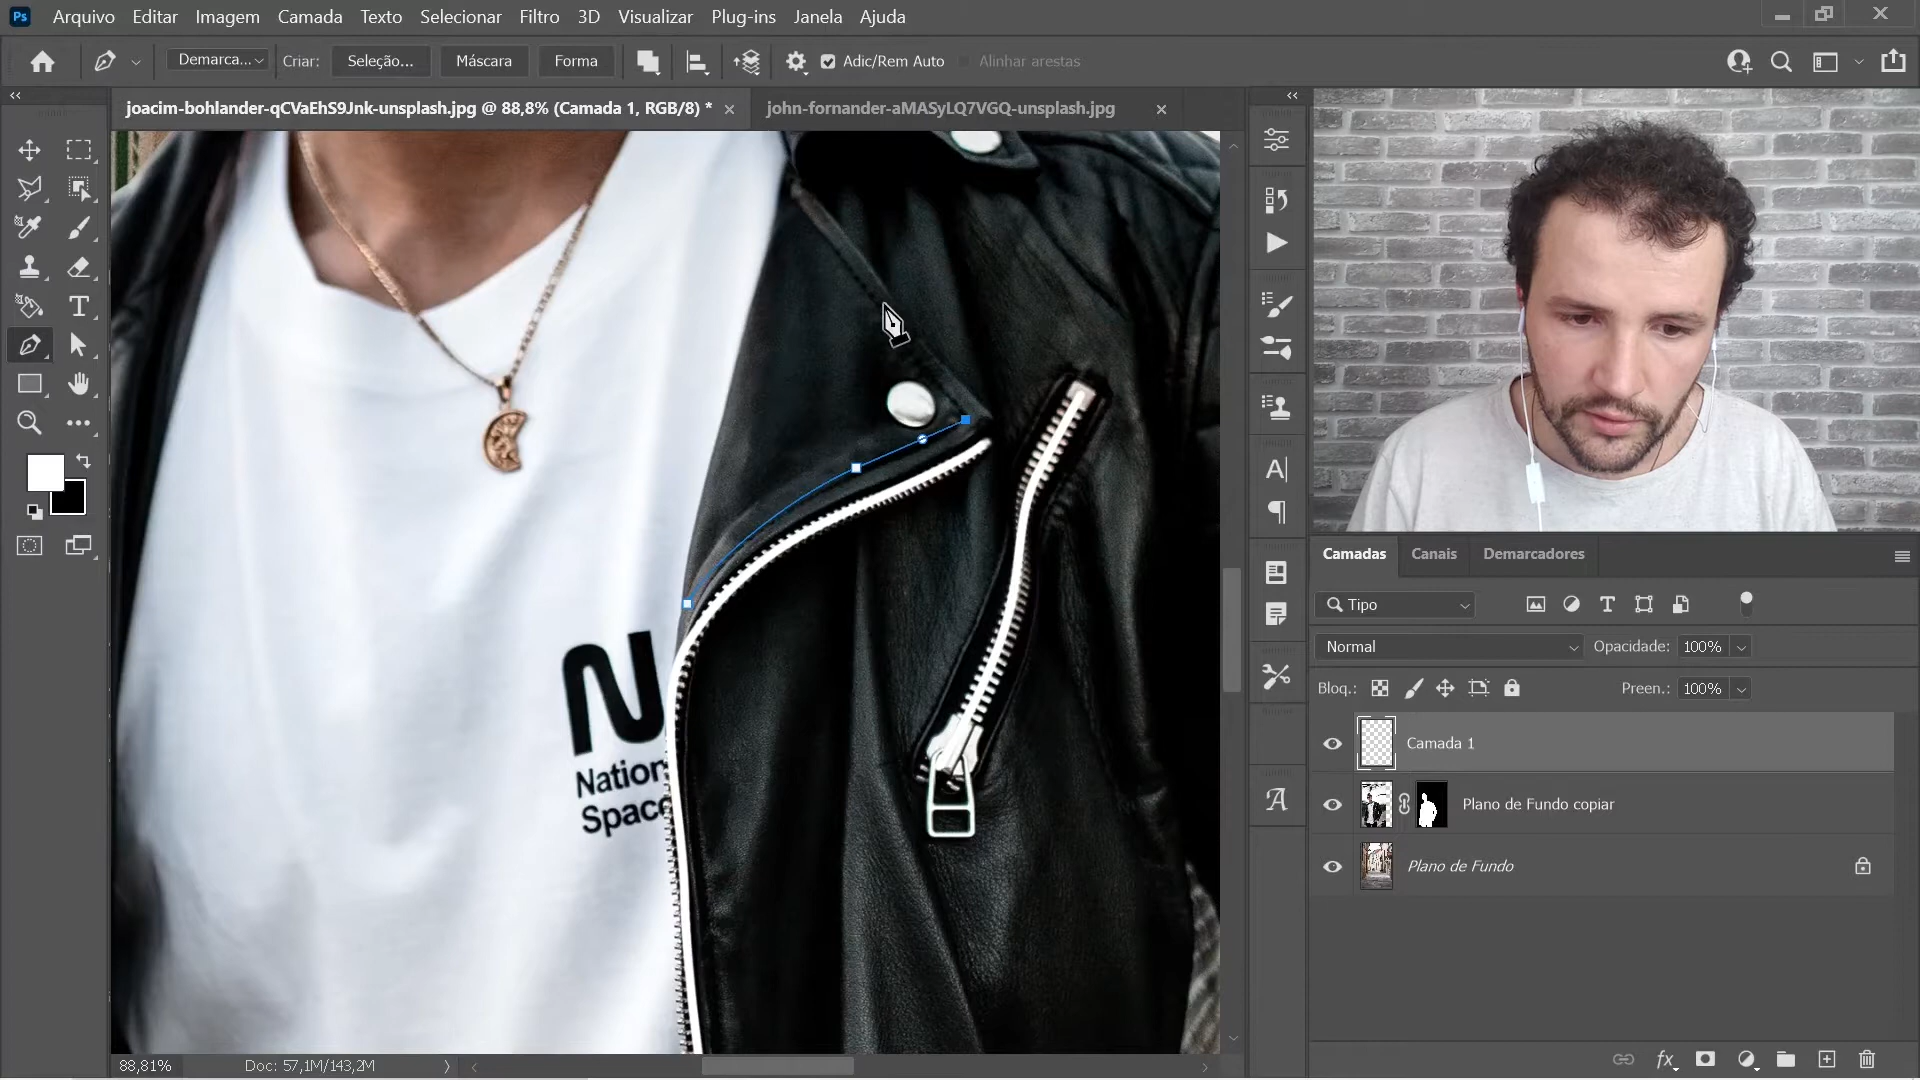 Ps Arquivo Editar Imagem Camada Texto Selecionar Filtro 3D Visualizar Plug-ins Janela Ajuda
Demarca... Criar: Seleção... Máscara Forma Adic/Rem Auto Alinhar arestas
joacim-bohlander-qCVaEhS9Jnk-unsplash.jpg @ 88,8% (Camada 1, RGB/8) *
john-fornander-aMASyLQ7VGQ-unsplash.jpg
Nation
Space
Camadas Canais Demarcadores
Tipo
Normal Opacidade: 100%
Bloq.: Preen.: 100%
Camada 1
Plano de Fundo copiar
Plano de Fundo
fx
88,81% Doc: 57,1M/143,2M